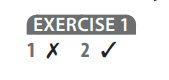 EXERCISE 1
1 ✗ 2 ✓